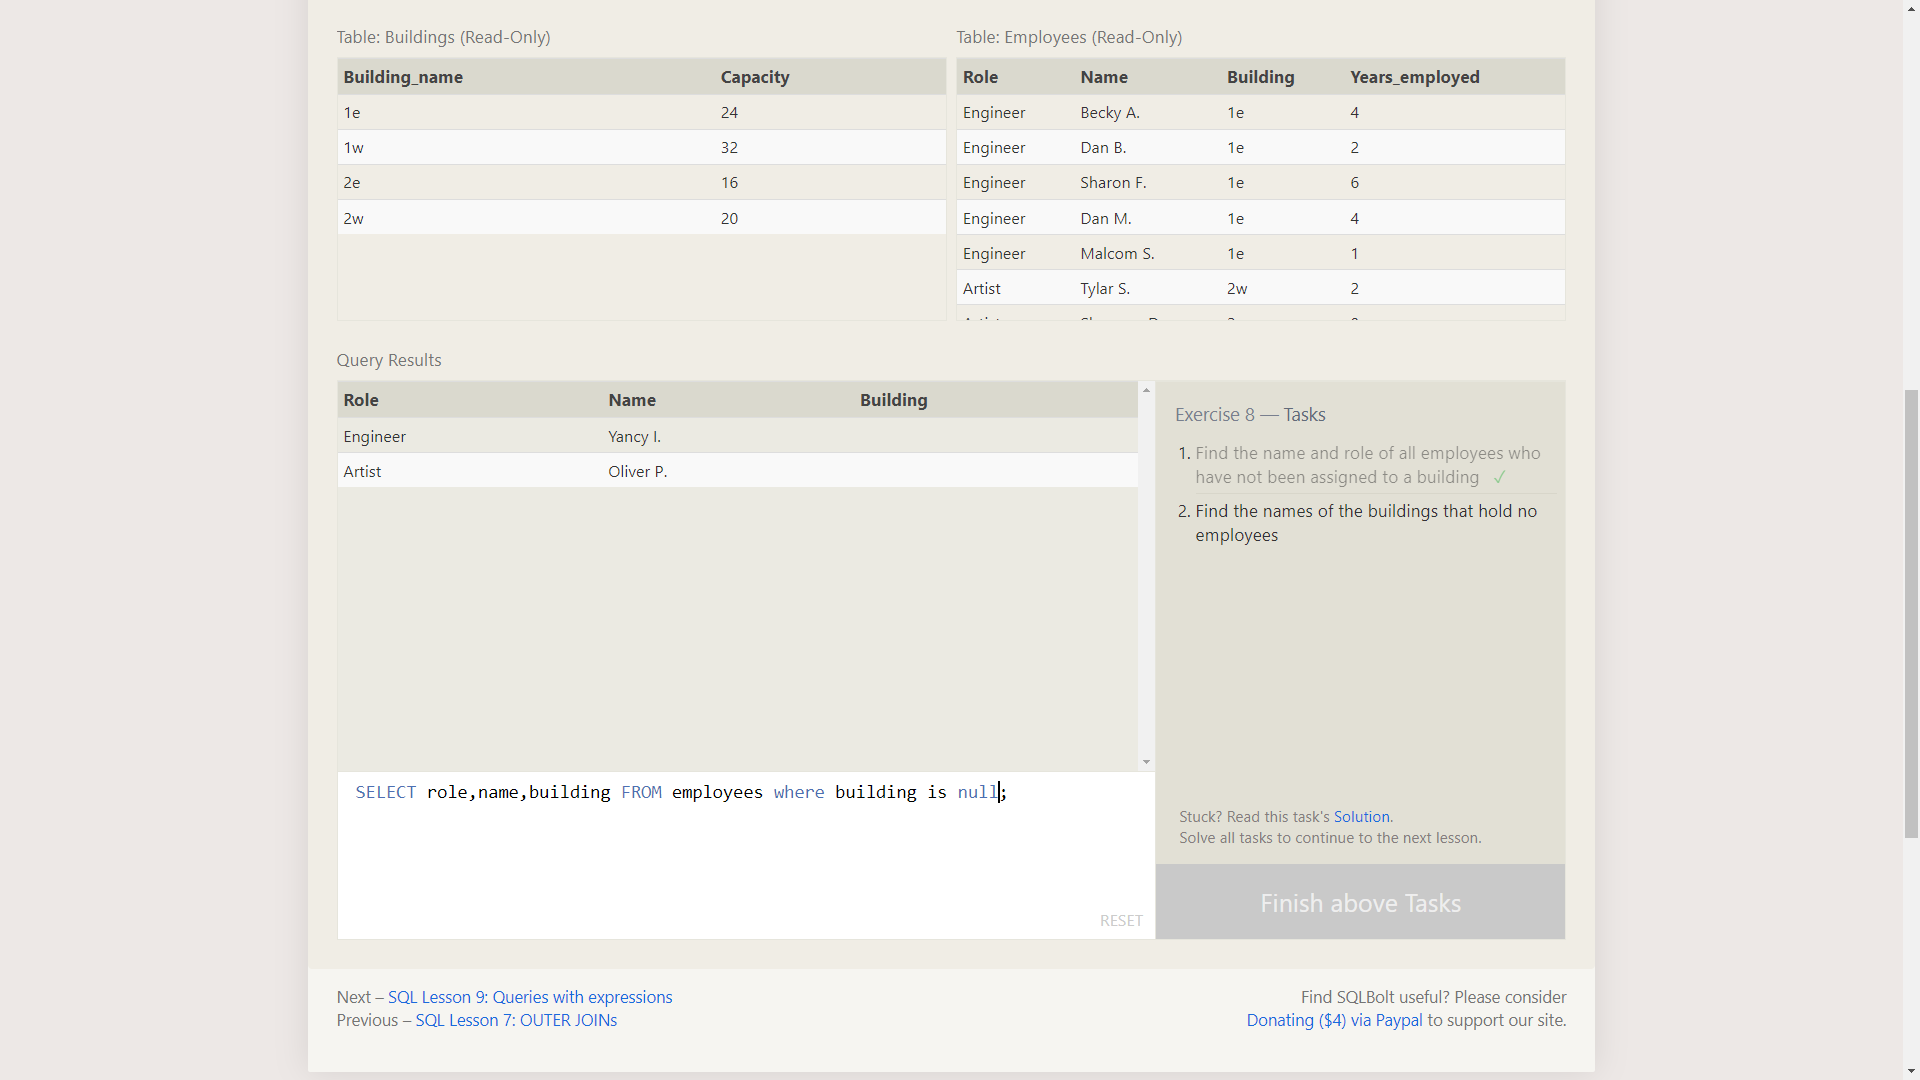 Table: Buildings (Read-Only)
Building_name Capacity
1e 24
1w 32
2e 16
2w 20
Table: Employees (Read-Only)
Role Name Building Years_employed
Engineer Becky A. 1e 4
Engineer Dan B. 1e 2
Engineer Sharon F. 1e 6
Engineer Dan M. 1e 4
Engineer Malcom S. 1e 1
Artist Tylar S. 2w 2
Query Results
Role Name Building
Engineer Yancy I.
Artist Oliver P.
SELECT role,name,building FROM employees where building is null;
RESET
Exercise 8 — Tasks
1. Find the name and role of all employees who
have not been assigned to a building ✓
2. Find the names of the buildings that hold no
employees
Stuck? Read this task's Solution.
Solve all tasks to continue to the next lesson.
Finish above Tasks
Next – SQL Lesson 9: Queries with expressions
Previous – SQL Lesson 7: OUTER JOINs
Find SQLBolt useful? Please consider
Donating ($4) via Paypal to support our site.